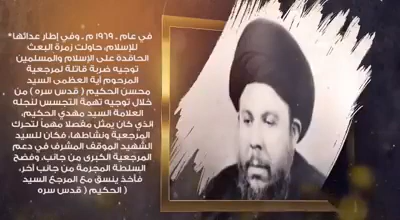 *في عام ـ ١٩٦٩ م ـ وفي إطار عدائها
للإسلام، حاولت زمرة البعث
الحاقدة على الإسلام والمسلمين
توجيه ضربة قاتلة لمرجعية
المرحوم آية العظمى السيد
محسن الحكيم ( قدس سره ) من
خلال توجيه تهمة التجسس لنجله
العلامة السيد مهدي الحكيم،
الذي كان يمثل مفصلا مهما لتحرك
المرجعية ونشاطها، فكان للسيد
الشهيد الموقف المشرف في دعم
المرجعية الكبرى من جانب، وفضح
السلطة المجرمة من جانب آخر،
فأخذ ينسق مع المرجع السيد
الحكيم ( قدس سره )